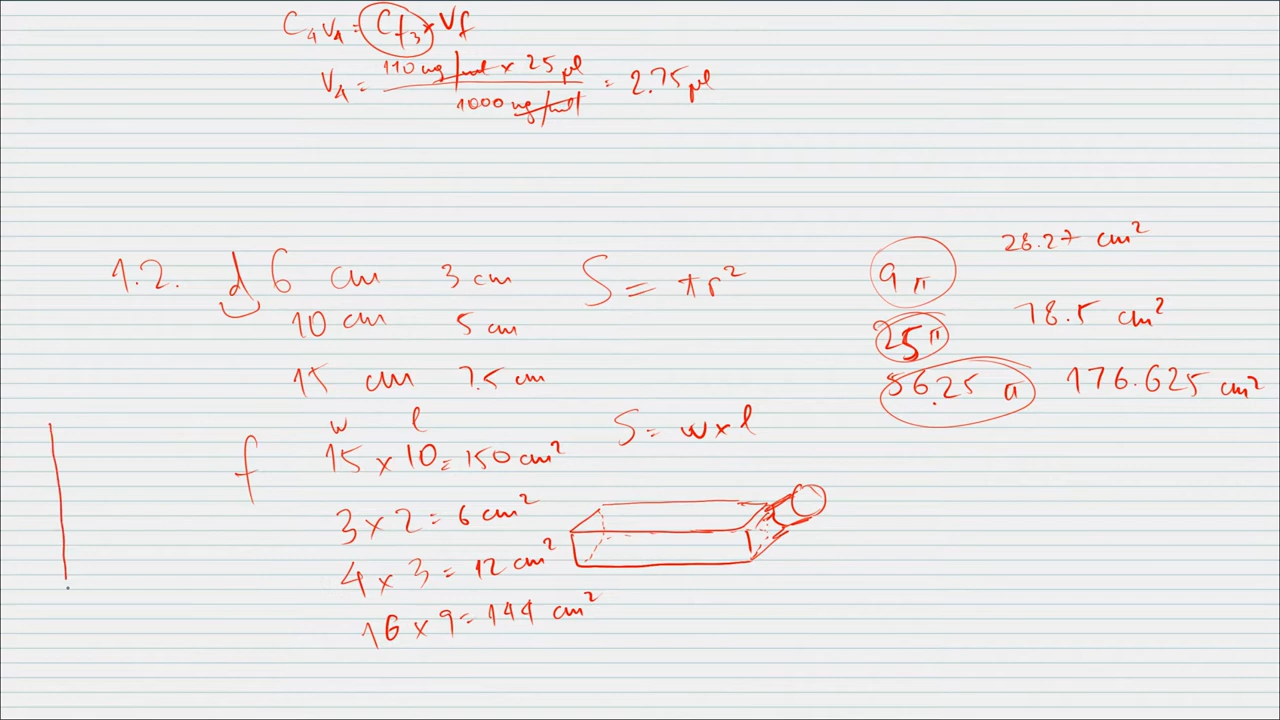 C₄V₄ = Cf₃ × Vf
V₄ = 110 ng/mL × 25 µl / 1000 ng/ml = 2.75 µl
28.27 cm²
1.2. d 6 cm 3 cm S = πr² 9π
10 cm 5 cm 25π 78.5 cm²
15 cm 7.5 cm 56.25 π 176.625 cm²
w l
f 15 × 10 = 150 cm² S = w × l
3 × 2 = 6 cm²
4 × 3 = 12 cm²
16 × 9 = 144 cm²